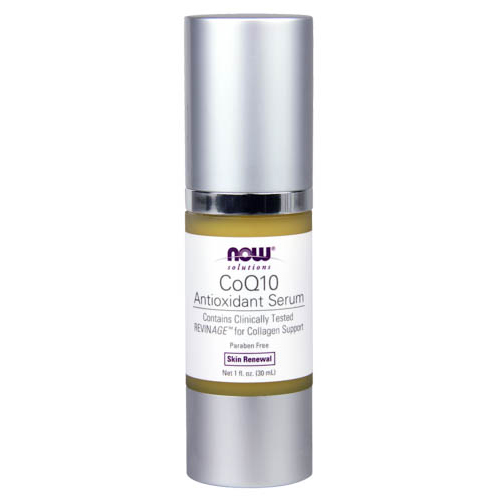 NOW®
solutions
CoQ10
Antioxidant Serum
Contains Clinically Tested
REVINAGE™ for Collagen Support
Paraben Free
Skin Renewal
Net 1 fl. oz. (30 mL)